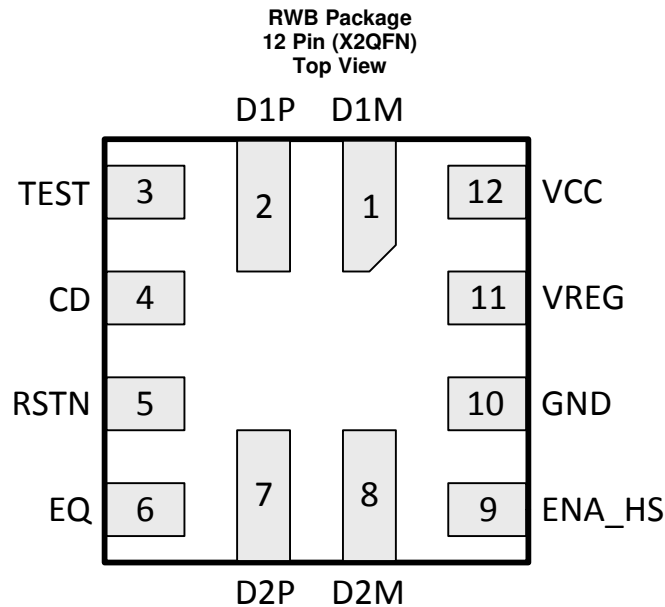 RWB Package
12 Pin (X2QFN)
Top View
D1P D1M
TEST 3 2 1 12 VCC
CD 4 11 VREG
RSTN 5 10 GND
EQ 6 7 8 9 ENA_HS
D2P D2M